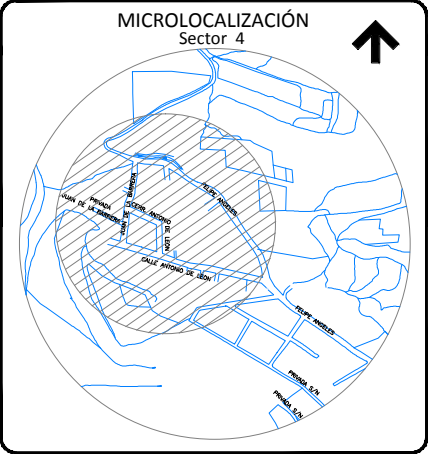 MICROLOCALIZACIÓN
Sector 4
FELIPE ANGELES
PRIVADA
JUAN DE LA BARRERA
ANTONIO
DE LEON
CALLE ANTONIO DE LEON
FELIPE ANGELES
PRIVADA S/N
PRIVADA S/N